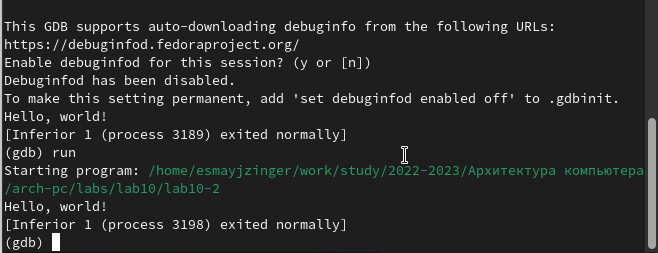 This GDB supports auto-downloading debuginfo from the following URLs:
https://debuginfod.fedoraproject.org/
Enable debuginfod for this session? (y or [n])
Debuginfod has been disabled.
To make this setting permanent, add 'set debuginfod enabled off' to .gdbinit.
Hello, world!
[Inferior 1 (process 3189) exited normally]
(gdb) run
Starting program: /home/esmayjzinger/work/study/2022-2023/Архитектура компьютера
/arch-pc/labs/lab10/lab10-2
Hello, world!
[Inferior 1 (process 3198) exited normally]
(gdb)